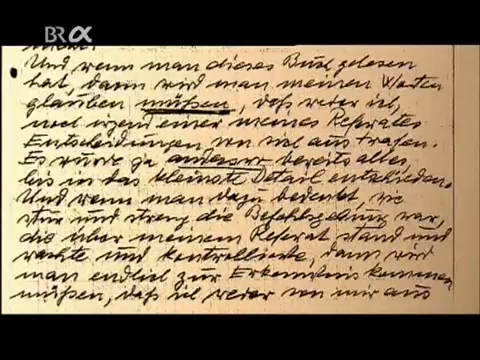 BRα
Und wenn man dieses Buch gelesen
hat, dann wird man meinen Worten
glauben müßen, daß weder ich,
noch irgend einer meines Referates
Entscheidungen von sich aus trafen.
Es wurde ja anderswo bereits alles,
bis in das kleinste Detail entschieden.
Und wenn man dazu bedenkt, wie
stur und streng die Befehlsgebung war,
die über meinem Referat stand und
wachte und kontrollierte, dann wird
man endlich zur Erkenntnis kommen
müßen, daß ich weder von mir aus